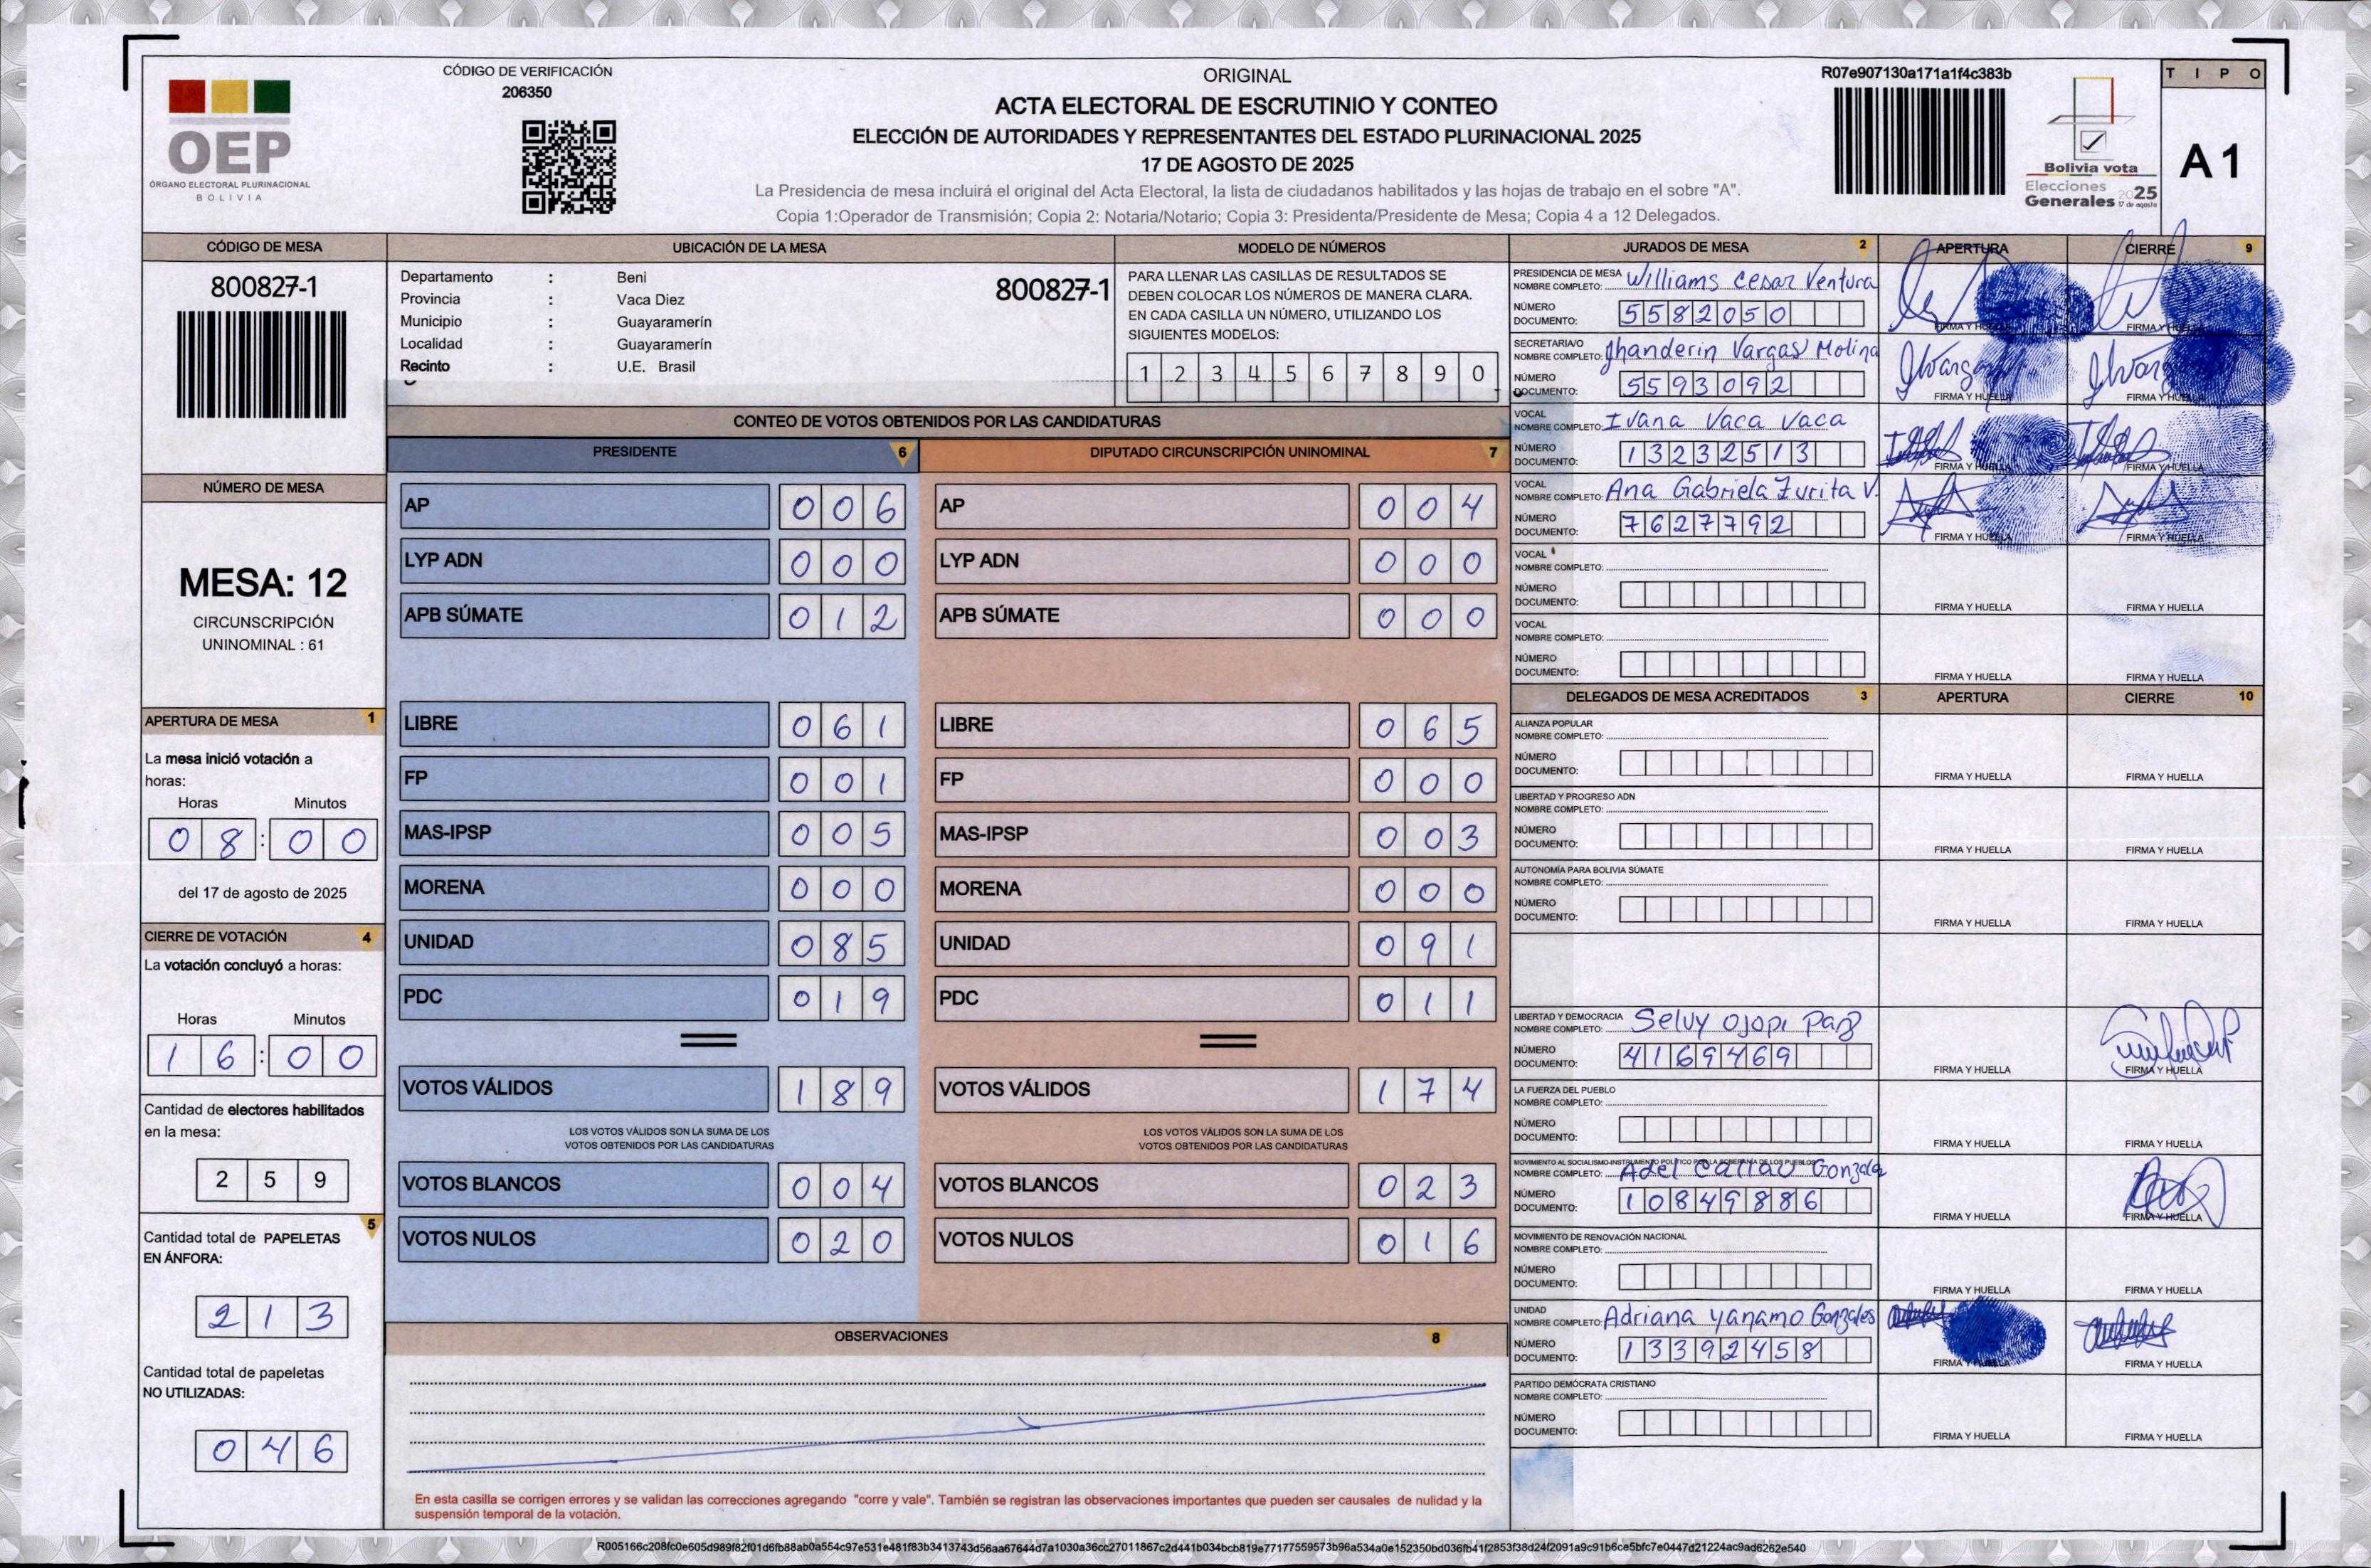 CÓDIGO DE VERIFICACIÓN
206350
OEP
ÓRGANO ELECTORAL PLURINACIONAL
BOLIVIA
ORIGINAL
ACTA ELECTORAL DE ESCRUTINIO Y CONTEO
ELECCIÓN DE AUTORIDADES Y REPRESENTANTES DEL ESTADO PLURINACIONAL 2025
17 DE AGOSTO DE 2025
La Presidencia de mesa incluirá el original del Acta Electoral, la lista de ciudadanos habilitados y las hojas de trabajo en el sobre "A".
Copia 1:Operador de Transmisión; Copia 2: Notaria/Notario; Copia 3: Presidenta/Presidente de Mesa; Copia 4 a 12 Delegados.
R07e907130a171a1f4c383b
Bolivia vota
Elecciones
Generales 2025
17 de agosto
TIPO
A1
CÓDIGO DE MESA
800827-1
UBICACIÓN DE LA MESA
Departamento : Beni
Provincia : Vaca Diez
Municipio : Guayaramerín
Localidad : Guayaramerín
Recinto : U.E. Brasil
800827-1
MODELO DE NÚMEROS
PARA LLENAR LAS CASILLAS DE RESULTADOS SE
DEBEN COLOCAR LOS NÚMEROS DE MANERA CLARA.
EN CADA CASILLA UN NÚMERO, UTILIZANDO LOS
SIGUIENTES MODELOS:
1 2 3 4 5 6 7 8 9 0
NÚMERO DE MESA
MESA: 12
CIRCUNSCRIPCIÓN
UNINOMINAL : 61
APERTURA DE MESA 1
La mesa inició votación a
horas:
Horas Minutos
08:00
del 17 de agosto de 2025
CIERRE DE VOTACIÓN 4
La votación concluyó a horas:
Horas Minutos
16:00
Cantidad de electores habilitados
en la mesa:
259
5
Cantidad total de PAPELETAS
EN ÁNFORA:
213
Cantidad total de papeletas
NO UTILIZADAS:
046
CONTEO DE VOTOS OBTENIDOS POR LAS CANDIDATURAS
PRESIDENTE 6
AP 006
LYP ADN 000
APB SÚMATE 012
LIBRE 061
FP 001
MAS-IPSP 005
MORENA 000
UNIDAD 085
PDC 019
VOTOS VÁLIDOS 189
LOS VOTOS VÁLIDOS SON LA SUMA DE LOS
VOTOS OBTENIDOS POR LAS CANDIDATURAS
VOTOS BLANCOS 004
VOTOS NULOS 020
DIPUTADO CIRCUNSCRIPCIÓN UNINOMINAL 7
AP 004
LYP ADN 000
APB SÚMATE 000
LIBRE 065
FP 000
MAS-IPSP 003
MORENA 000
UNIDAD 091
PDC 011
VOTOS VÁLIDOS 174
LOS VOTOS VÁLIDOS SON LA SUMA DE LOS
VOTOS OBTENIDOS POR LAS CANDIDATURAS
VOTOS BLANCOS 023
VOTOS NULOS 016
OBSERVACIONES 8
En esta casilla se corrigen errores y se validan las correcciones agregando "corre y vale". También se registran las observaciones importantes que pueden ser causales de nulidad y la
suspensión temporal de la votación.
JURADOS DE MESA 2 APERTURA CIERRE 9
PRESIDENCIA DE MESA
NOMBRE COMPLETO: Williams Cesar Ventura
NÚMERO
DOCUMENTO: 5582050
FIRMA Y HUELLA FIRMA Y HUELLA
SECRETARIA/O
NOMBRE COMPLETO: Jhanderin Vargas Molina
NÚMERO
DOCUMENTO: 5593092
FIRMA Y HUELLA FIRMA Y HUELLA
VOCAL
NOMBRE COMPLETO: Ivana Vaca Vaca
NÚMERO
DOCUMENTO: 13232513
FIRMA Y HUELLA FIRMA Y HUELLA
VOCAL
NOMBRE COMPLETO: Ana Gabriela Zurita V.
NÚMERO
DOCUMENTO: 7627792
FIRMA Y HUELLA FIRMA Y HUELLA
VOCAL
NOMBRE COMPLETO:
NÚMERO
DOCUMENTO:
FIRMA Y HUELLA FIRMA Y HUELLA
VOCAL
NOMBRE COMPLETO:
NÚMERO
DOCUMENTO:
FIRMA Y HUELLA FIRMA Y HUELLA
DELEGADOS DE MESA ACREDITADOS 3 APERTURA CIERRE 10
ALIANZA POPULAR
NOMBRE COMPLETO:
NÚMERO
DOCUMENTO:
FIRMA Y HUELLA FIRMA Y HUELLA
LIBERTAD Y PROGRESO ADN
NOMBRE COMPLETO:
NÚMERO
DOCUMENTO:
FIRMA Y HUELLA FIRMA Y HUELLA
AUTONOMÍA PARA BOLIVIA SÚMATE
NOMBRE COMPLETO:
NÚMERO
DOCUMENTO:
FIRMA Y HUELLA FIRMA Y HUELLA
LIBERTAD Y DEMOCRACIA
NOMBRE COMPLETO: Selvy Ojopi Paz
NÚMERO
DOCUMENTO: 4169469
FIRMA Y HUELLA FIRMA Y HUELLA
LA FUERZA DEL PUEBLO
NOMBRE COMPLETO:
NÚMERO
DOCUMENTO:
FIRMA Y HUELLA FIRMA Y HUELLA
MOVIMIENTO AL SOCIALISMO-INSTRUMENTO POLÍTICO POR LA SOBERANÍA DE LOS PUEBLOS
NOMBRE COMPLETO: Adel Callau Gonzale
NÚMERO
DOCUMENTO: 10849886
FIRMA Y HUELLA FIRMA Y HUELLA
MOVIMIENTO DE RENOVACIÓN NACIONAL
NOMBRE COMPLETO:
NÚMERO
DOCUMENTO:
FIRMA Y HUELLA FIRMA Y HUELLA
UNIDAD
NOMBRE COMPLETO: Adriana Yanamo Gonzales
NÚMERO
DOCUMENTO: 13392458
FIRMA Y HUELLA FIRMA Y HUELLA
PARTIDO DEMÓCRATA CRISTIANO
NOMBRE COMPLETO:
NÚMERO
DOCUMENTO:
FIRMA Y HUELLA FIRMA Y HUELLA